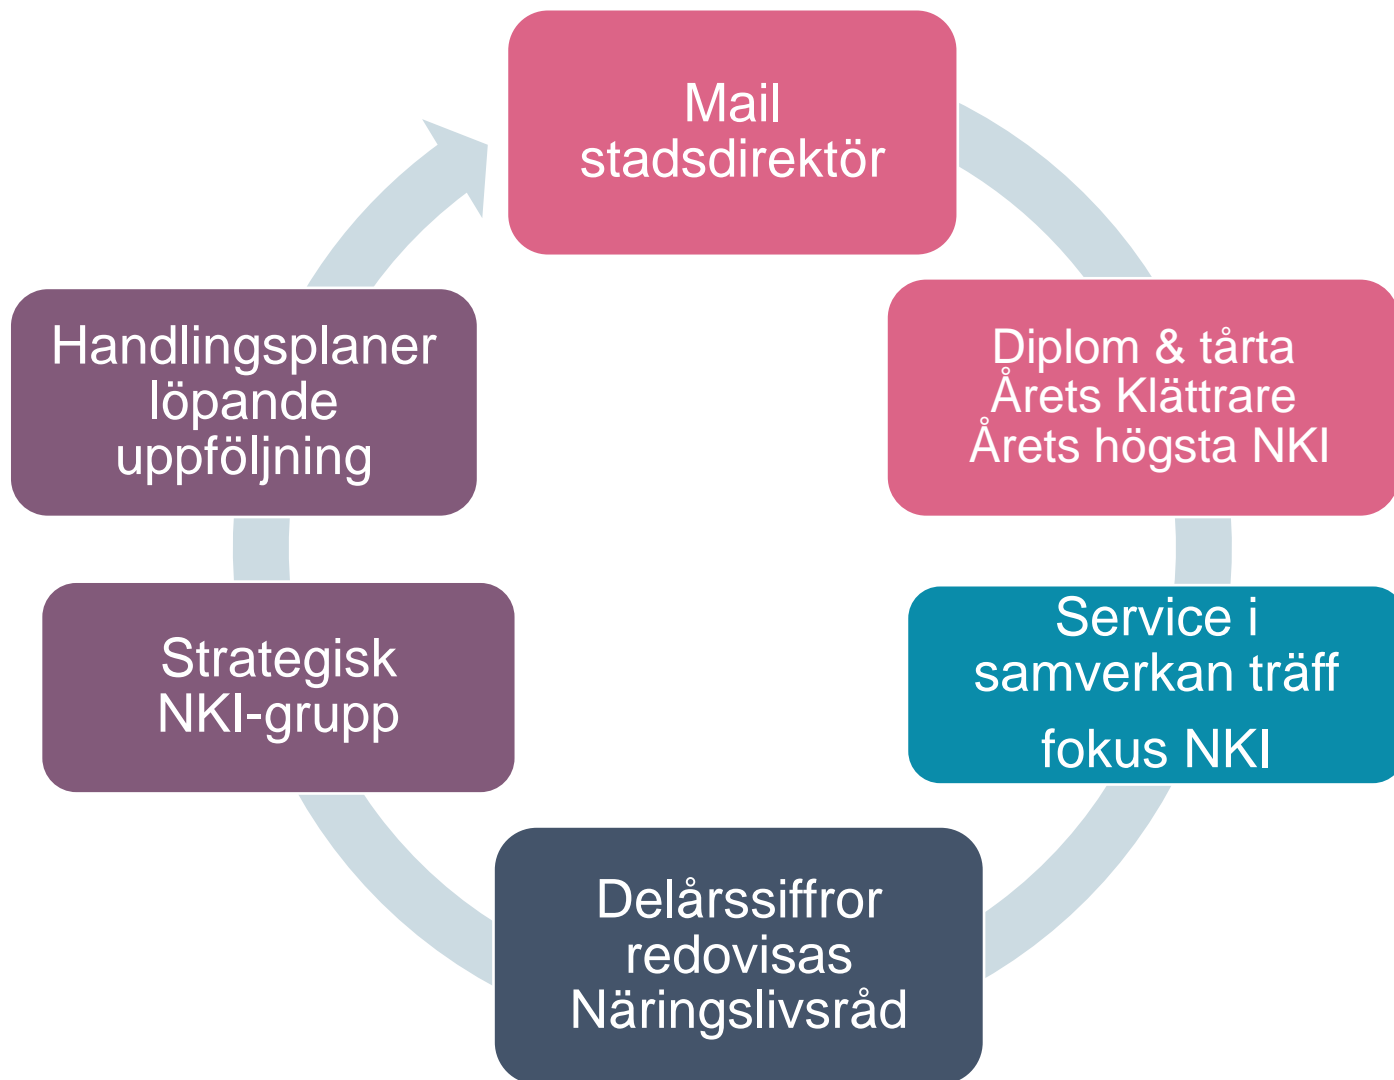 Mail
stadsdirektör
Diplom & tårta
Årets Klättrare
Årets högsta NKI
Service i
samverkan träff
fokus NKI
Delårssiffror
redovisas
Näringslivsråd
Strategisk
NKI-grupp
Handlingsplaner
löpande
uppföljning